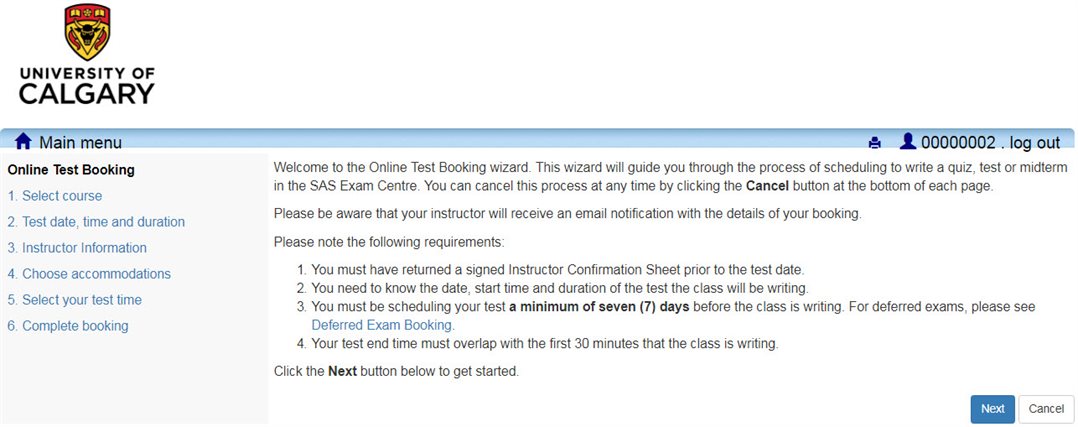 UNIVERSITY OF
CALGARY
Main menu
00000002 . log out
Online Test Booking
1. Select course
2. Test date, time and duration
3. Instructor Information
4. Choose accommodations
5. Select your test time
6. Complete booking
Welcome to the Online Test Booking wizard. This wizard will guide you through the process of scheduling to write a quiz, test or midterm
in the SAS Exam Centre. You can cancel this process at any time by clicking the Cancel button at the bottom of each page.
Please be aware that your instructor will receive an email notification with the details of your booking.
Please note the following requirements:
1. You must have returned a signed Instructor Confirmation Sheet prior to the test date.
2. You need to know the date, start time and duration of the test the class will be writing.
3. You must be scheduling your test a minimum of seven (7) days before the class is writing. For deferred exams, please see
Deferred Exam Booking.
4. Your test end time must overlap with the first 30 minutes that the class is writing.
Click the Next button below to get started.
Next
Cancel